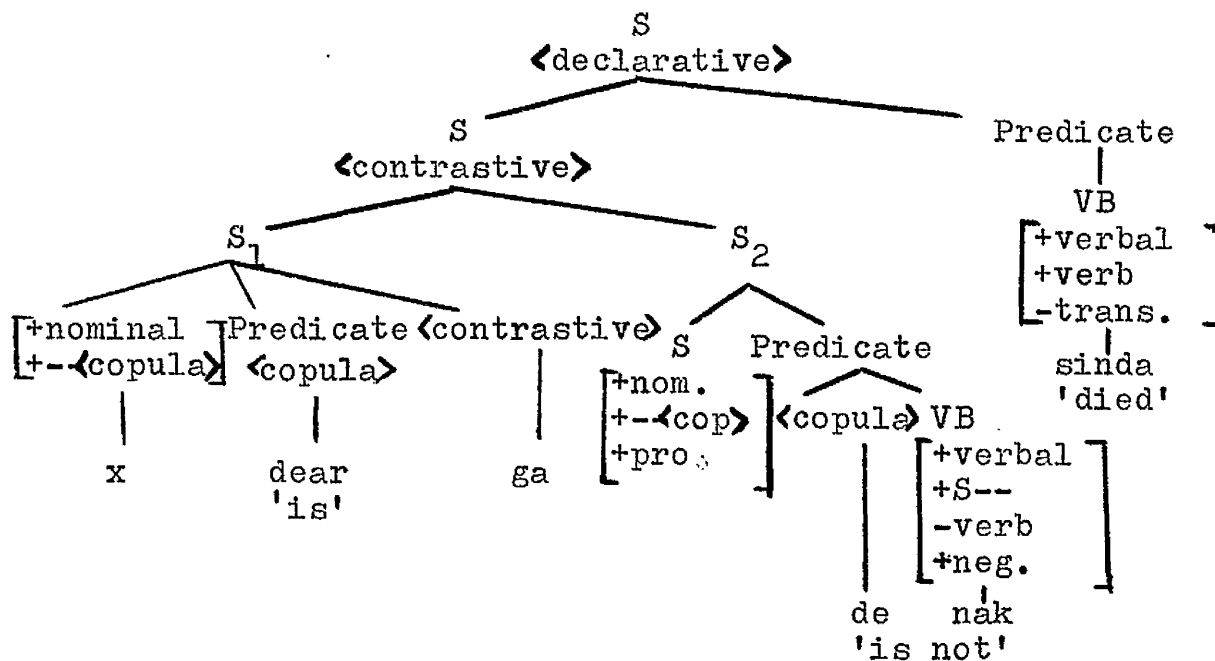 S
<declarative>
S
<contrastive>
Predicate
VB
[+verbal
+verb
-trans.]
sinda
'died'
S1
S2
[+nominal
+--<copula>]
Predicate
<copula>
<contrastive>
S
[+nom.
+--<cop>
+pro.]
Predicate
<copula>
VB
[+verbal
+S--
-verb
+neg.]
x
dear
'is'
ga
de nak
'is not'